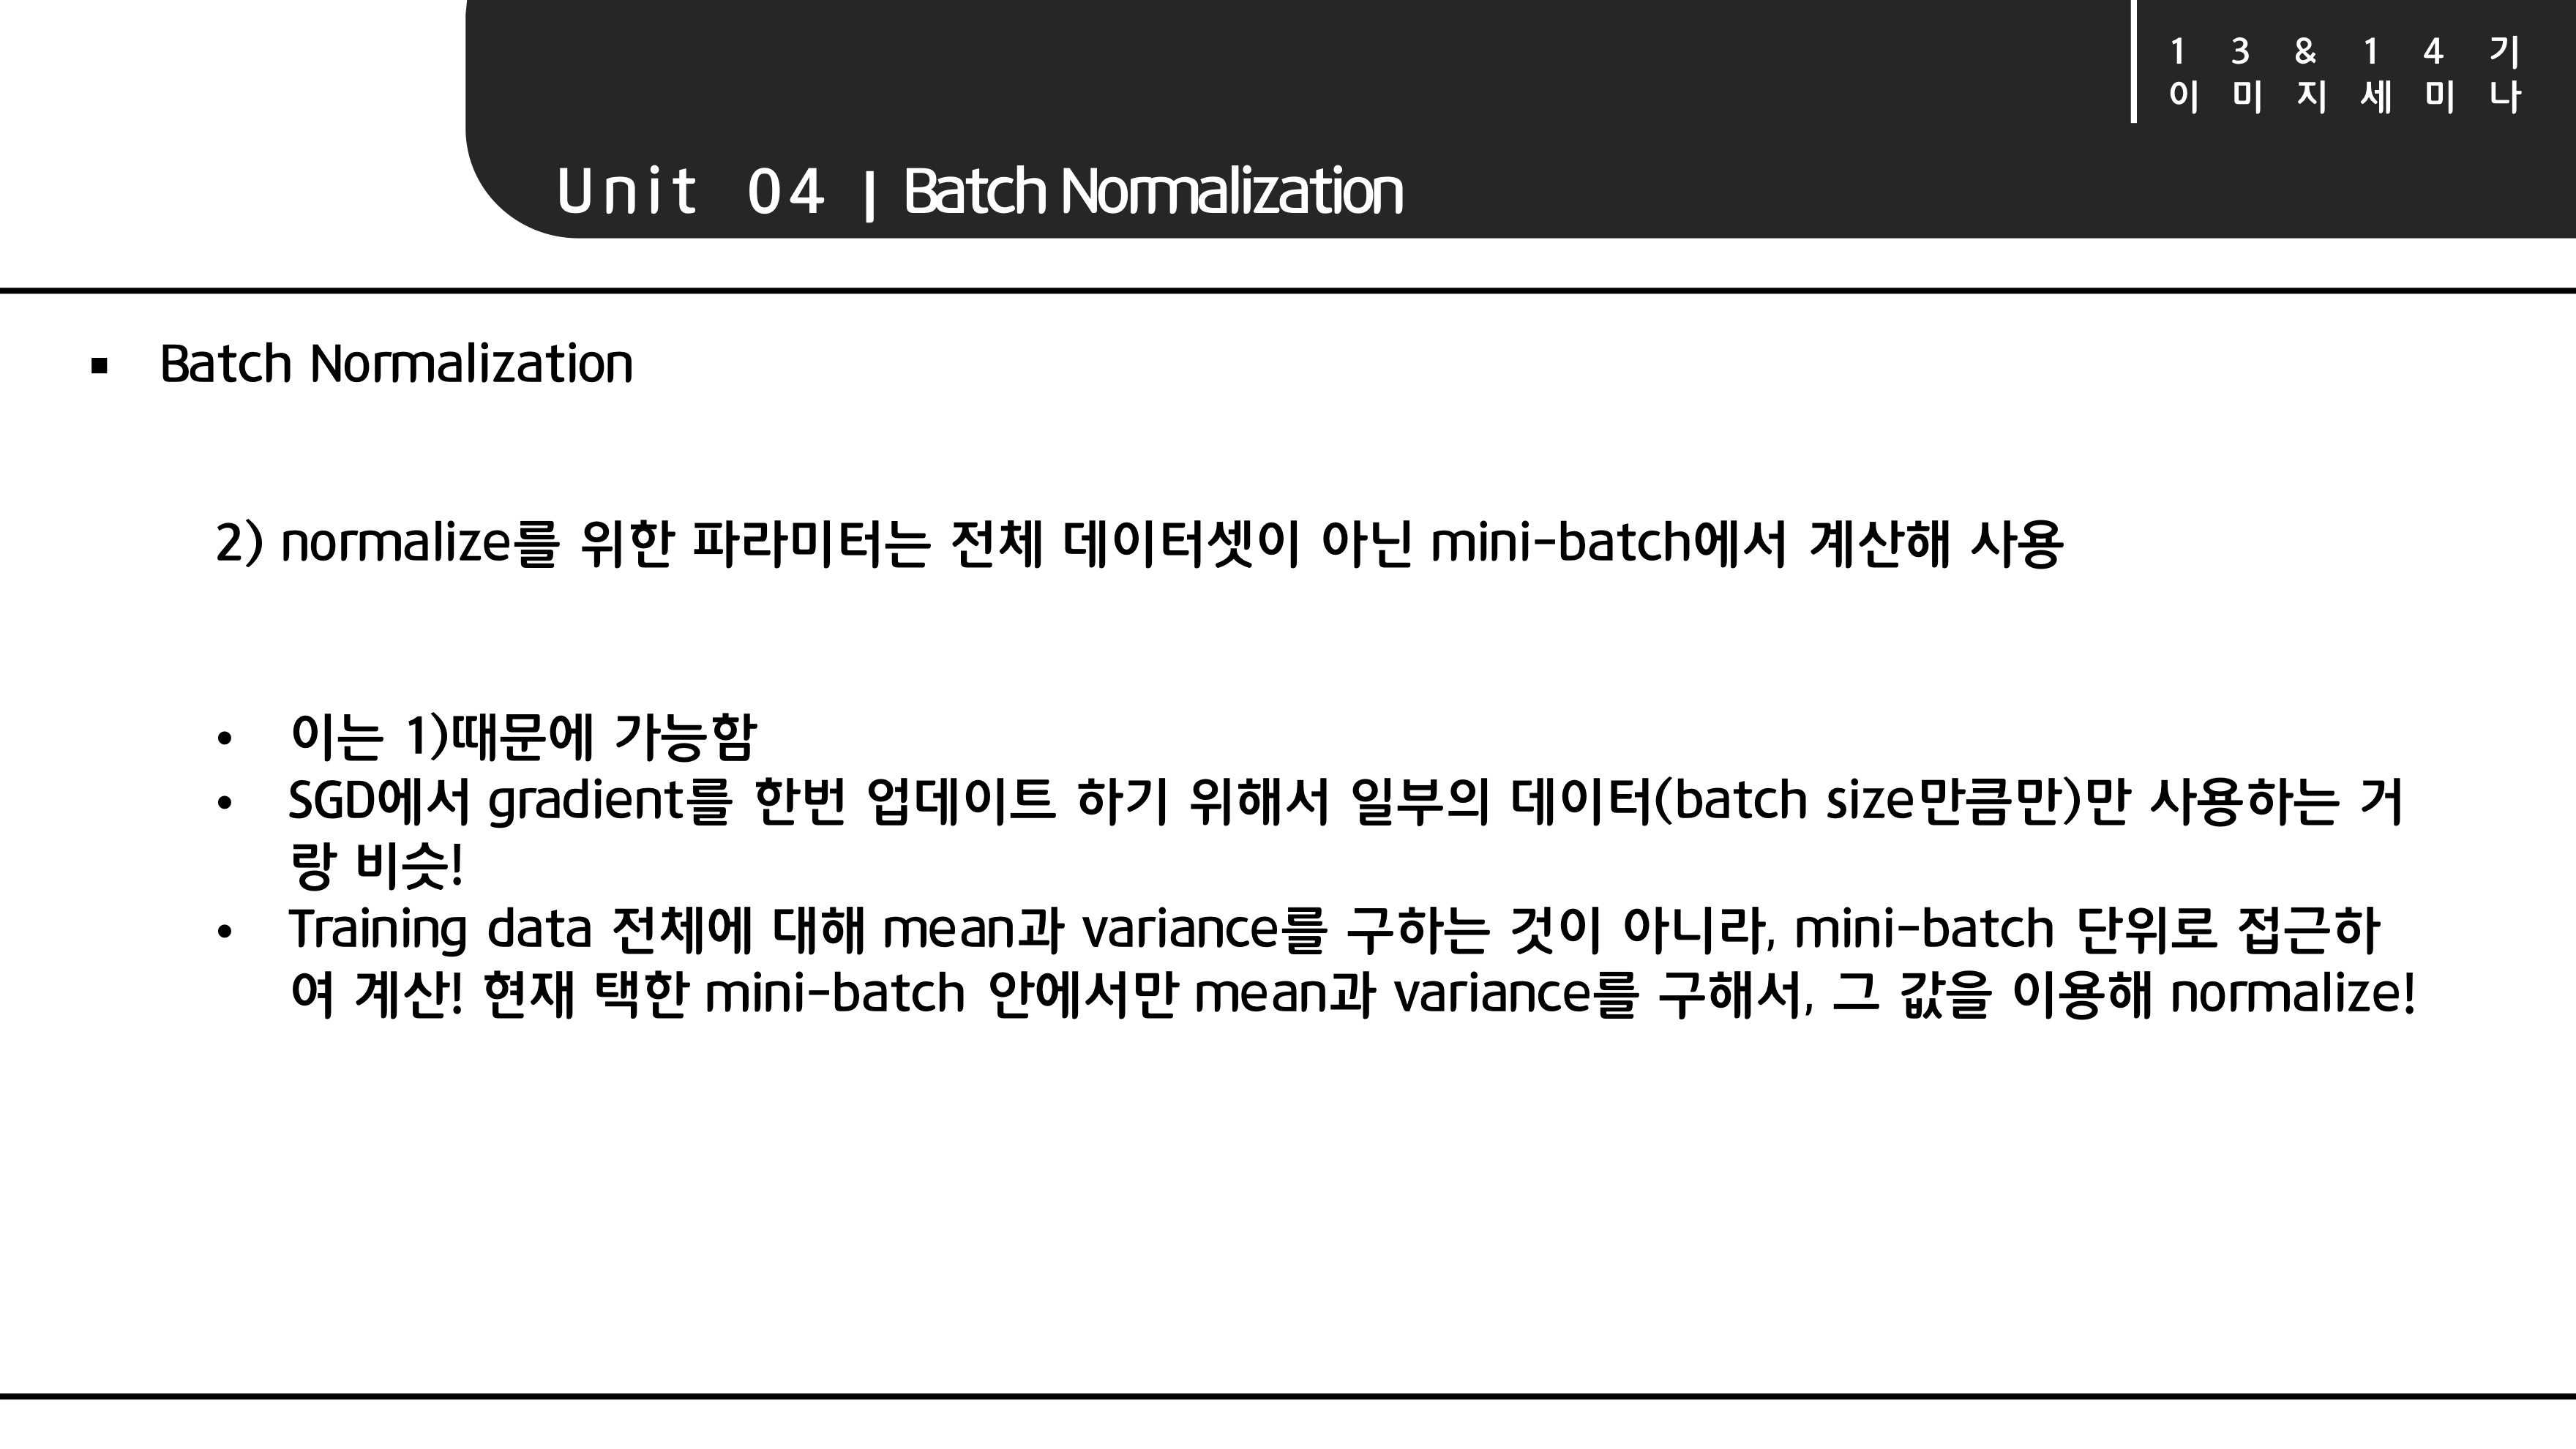 13&14기
이미지세미나
Unit 04 | Batch Normalization
▪ Batch Normalization
2) normalize를 위한 파라미터는 전체 데이터셋이 아닌 mini-batch에서 계산해 사용
• 이는 1)때문에 가능함
• SGD에서 gradient를 한번 업데이트 하기 위해서 일부의 데이터(batch size만큼만)만 사용하는 거
랑 비슷!
• Training data 전체에 대해 mean과 variance를 구하는 것이 아니라, mini-batch 단위로 접근하
여 계산! 현재 택한 mini-batch 안에서만 mean과 variance를 구해서, 그 값을 이용해 normalize!